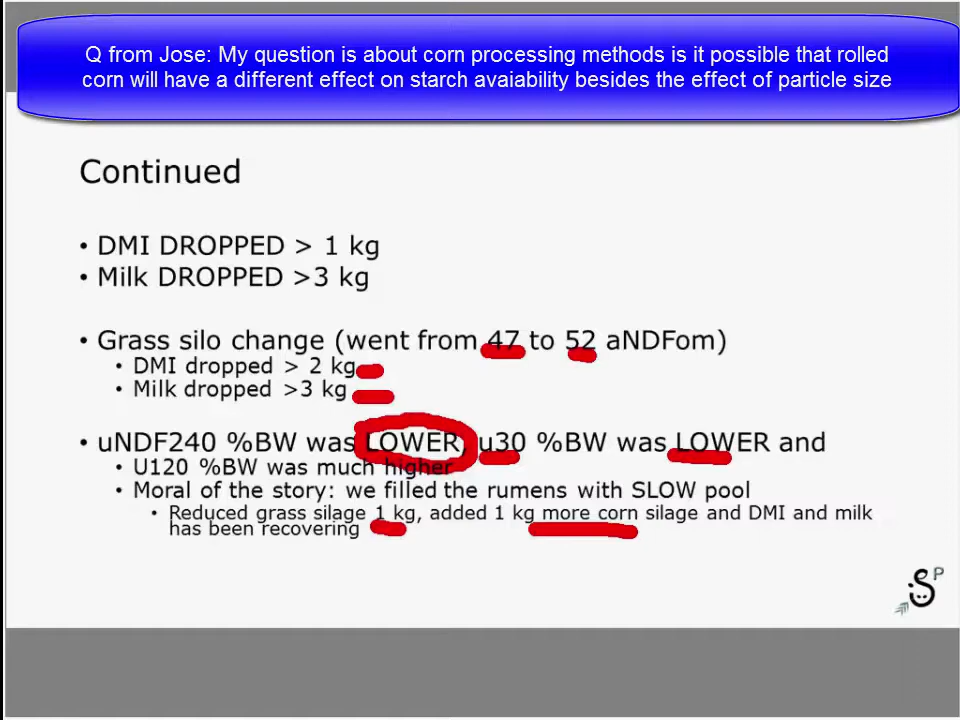 Q from Jose: My question is about corn processing methods is it possible that rolled
corn will have a different effect on starch avaiability besides the effect of particle size
Continued
• DMI DROPPED > 1 kg
• Milk DROPPED >3 kg
• Grass silo change (went from 47 to 52 aNDFom)
• DMI dropped > 2 kg
• Milk dropped >3 kg
• uNDF240 %BW was LOWER, u30 %BW was LOWER and
• U120 %BW was much higher
• Moral of the story: we filled the rumens with SLOW pool
• Reduced grass silage 1 kg, added 1 kg more corn silage and DMI and milk
has been recovering
S P